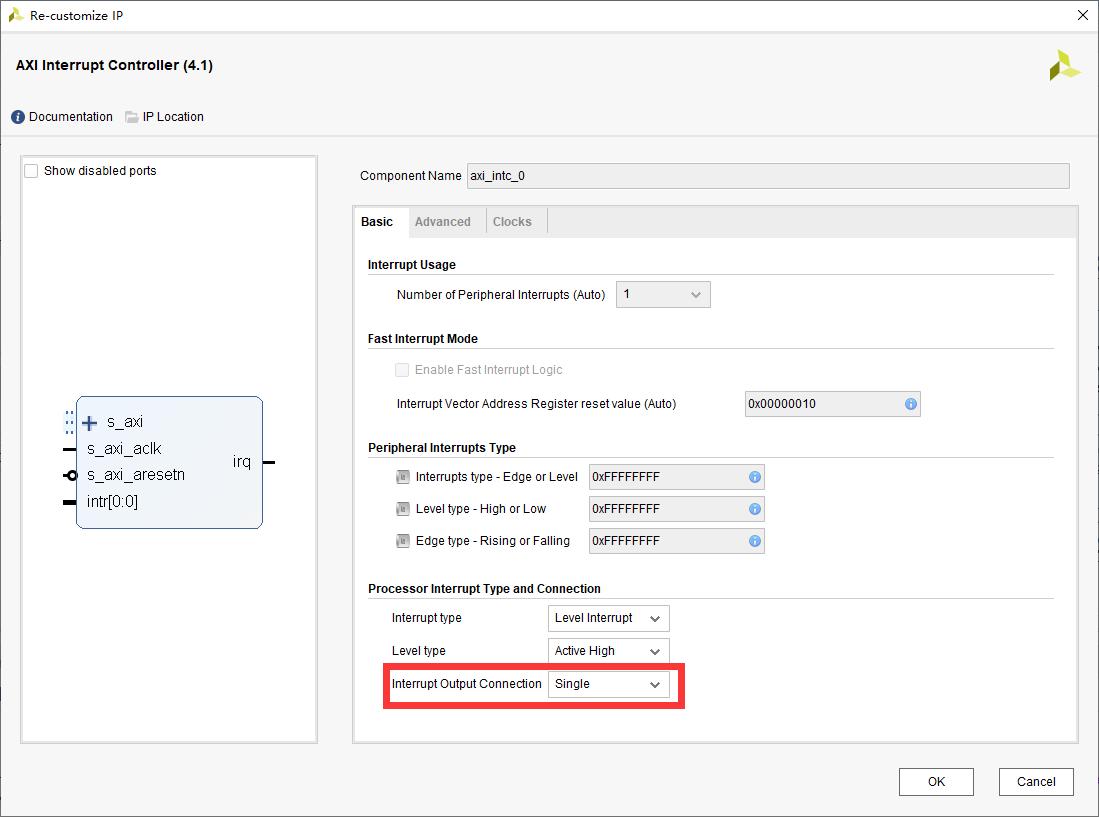 Re-customize IP
AXI Interrupt Controller (4.1)
Documentation IP Location
Show disabled ports
s_axi
s_axi_aclk
s_axi_aresetn
intr[0:0]
irq
Component Name axi_intc_0
Basic Advanced Clocks
Interrupt Usage
Number of Peripheral Interrupts (Auto) 1
Fast Interrupt Mode
Enable Fast Interrupt Logic
Interrupt Vector Address Register reset value (Auto) 0x00000010
Peripheral Interrupts Type
Interrupts type - Edge or Level 0xFFFFFFFF
Level type - High or Low 0xFFFFFFFF
Edge type - Rising or Falling 0xFFFFFFFF
Processor Interrupt Type and Connection
Interrupt type Level Interrupt
Level type Active High
Interrupt Output Connection Single
OK Cancel